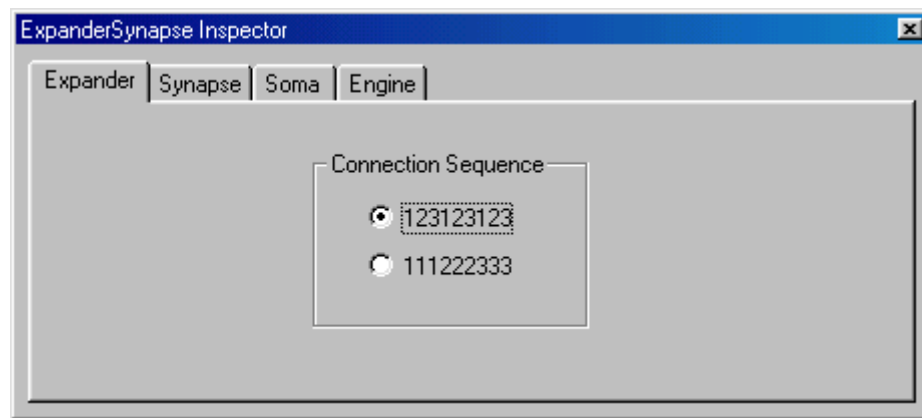 ExpanderSynapse Inspector
Expander Synapse Soma Engine
Connection Sequence
123123123
111222333